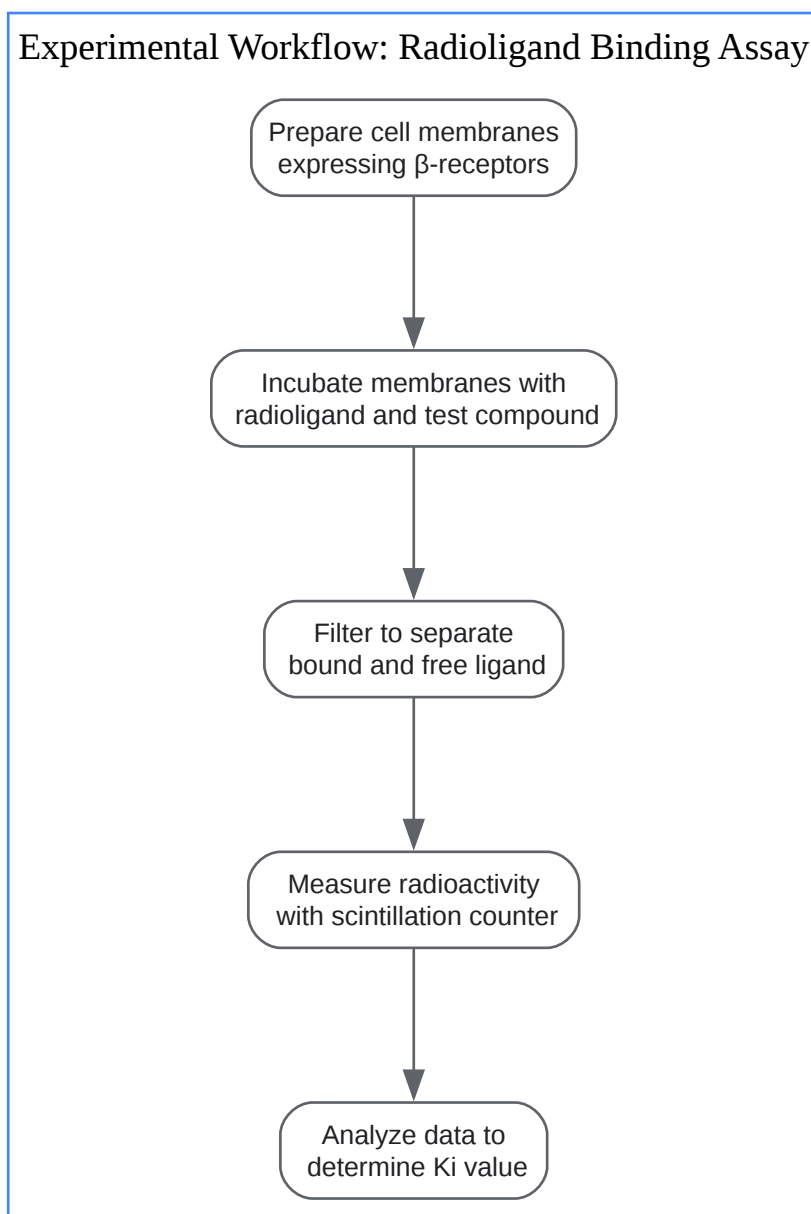 Experimental Workflow: Radioligand Binding Assay
Prepare cell membranes
expressing β-receptors
Incubate membranes with
radioligand and test compound
Filter to separate
bound and free ligand
Measure radioactivity
with scintillation counter
Analyze data to
determine Ki value